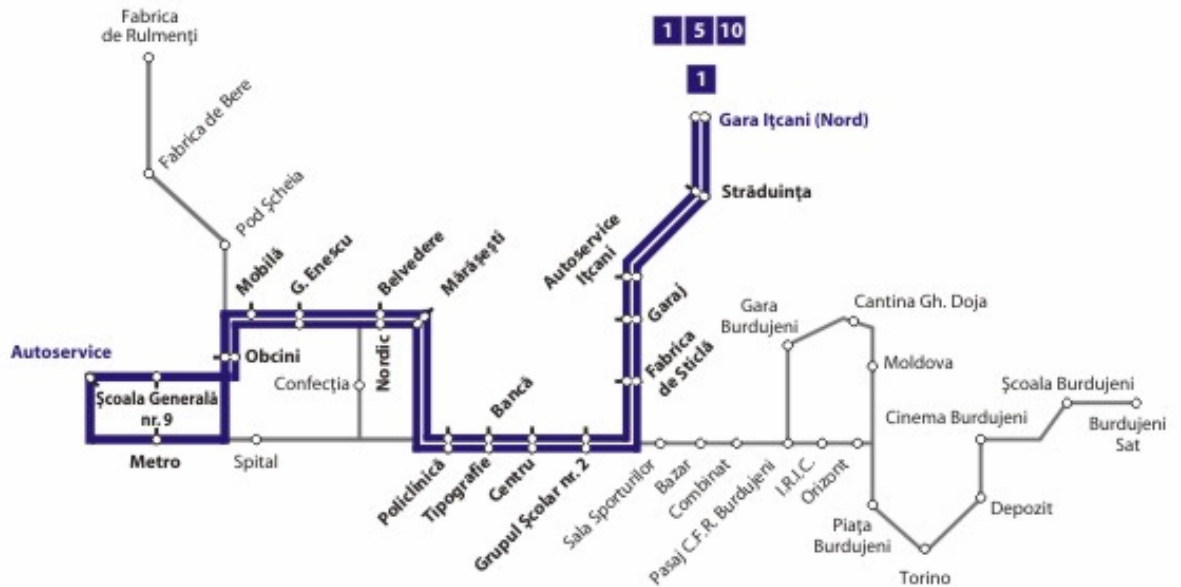 Fabrica
de Rulmenți
1 5 10
1
Gara Ițcani (Nord)
Fabrica de Bere
Străduința
Pod Șcheia
Mobilă
G. Enescu
Belvedere
Mărășești
Autoservice
Ițcani
Garaj
Gara
Burdujeni
Cantina Gh. Doja
Autoservice
Obcini
Nordic
Fabrica
de Sticlă
Moldova
Confecția
Școala Generală
nr. 9
Bancă
Școala Burdujeni
Cinema Burdujeni
Burdujeni
Sat
Metro
Spital
Policlinică
Tipografie
Centru
Grupul Școlar nr. 2
Sala Sporturilor
Bazar
Combinat
Pasaj C.F.R. Burdujeni
I.R.I.C.
Orizont
Piața
Burdujeni
Depozit
Torino